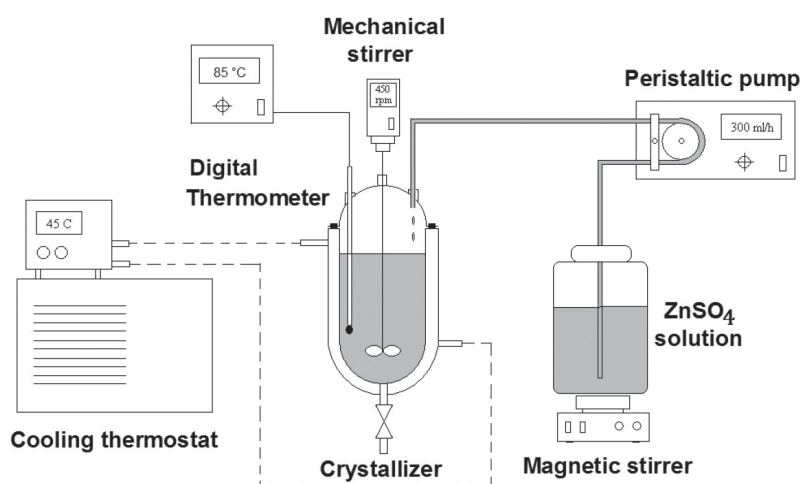 Mechanical
stirrer
85 °C
450
rpm
Peristaltic pump
300 ml/h
Digital
Thermometer
45 C
ZnSO4
solution
Cooling thermostat
Crystallizer
Magnetic stirrer